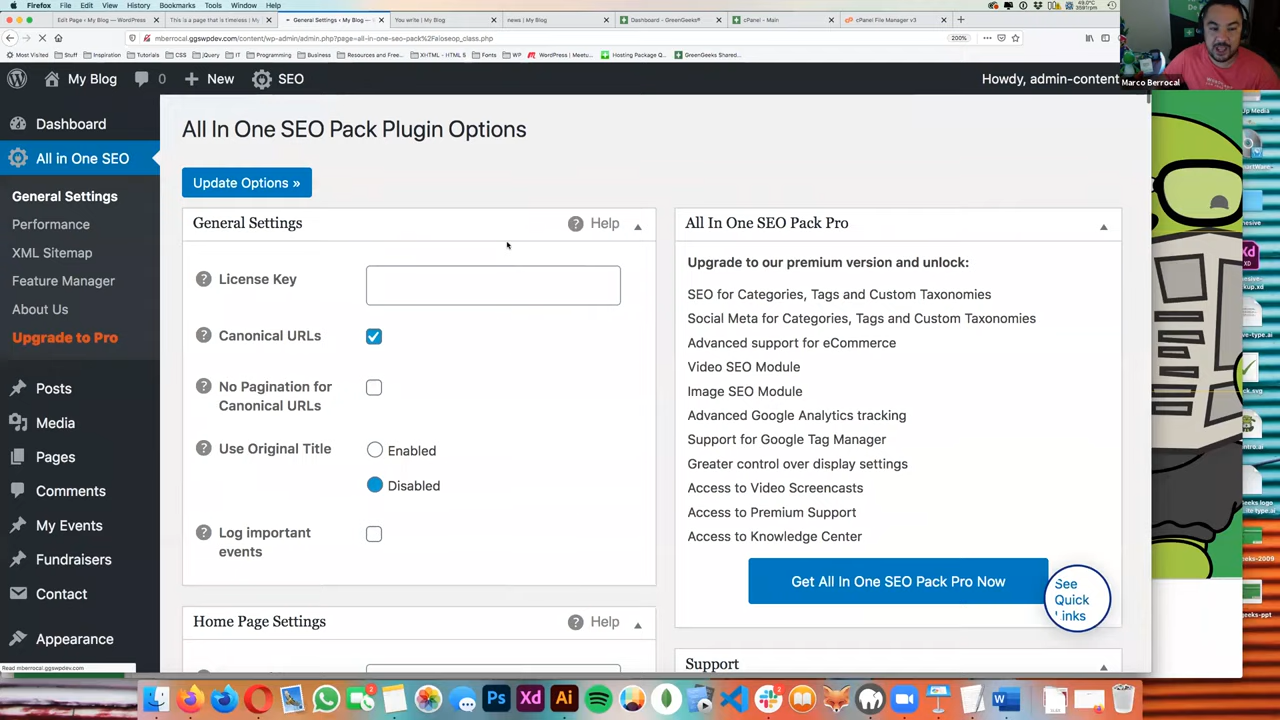 Firefox File Edit View History Bookmarks Tools Window Help
Edit Page ‹ My Blog — WordPress
This is a page that is timeless | M
General Settings ‹ My Blog —
You write | My Blog
news | My Blog
Dashboard - GreenGeeks®
cPanel - Main
cPanel File Manager v3
mberrocal.ggswpdev.com/content/wp-admin/admin.php?page=all-in-one-seo-pack%2Faioseop_class.php
200%
Most Visited Stuff Inspiration Tutorials CSS jQuery IT Programming Business Resources and Free... XHTML - HTML 5 Fonts WP WordPress | Meetu... Hosting Package Q... GreenGeeks (GGSSP...
Marco Berrocal
My Blog 0 New SEO
Howdy, admin-content
Dashboard
All in One SEO
General Settings
Performance
XML Sitemap
Feature Manager
About Us
Upgrade to Pro
Posts
Media
Pages
Comments
My Events
Fundraisers
Contact
Appearance
Read mberrocal.ggswpdev.com
All In One SEO Pack Plugin Options
Update Options »
General Settings
Help
License Key
Canonical URLs
No Pagination for
Canonical URLs
Use Original Title
Enabled
Disabled
Log important
events
Home Page Settings
Help
All In One SEO Pack Pro
Upgrade to our premium version and unlock:
SEO for Categories, Tags and Custom Taxonomies
Social Meta for Categories, Tags and Custom Taxonomies
Advanced support for eCommerce
Video SEO Module
Image SEO Module
Advanced Google Analytics tracking
Support for Google Tag Manager
Greater control over display settings
Access to Video Screencasts
Access to Premium Support
Access to Knowledge Center
Get All In One SEO Pack Pro Now
See
Quick
Links
Support
Ps
Xd
Ai
W